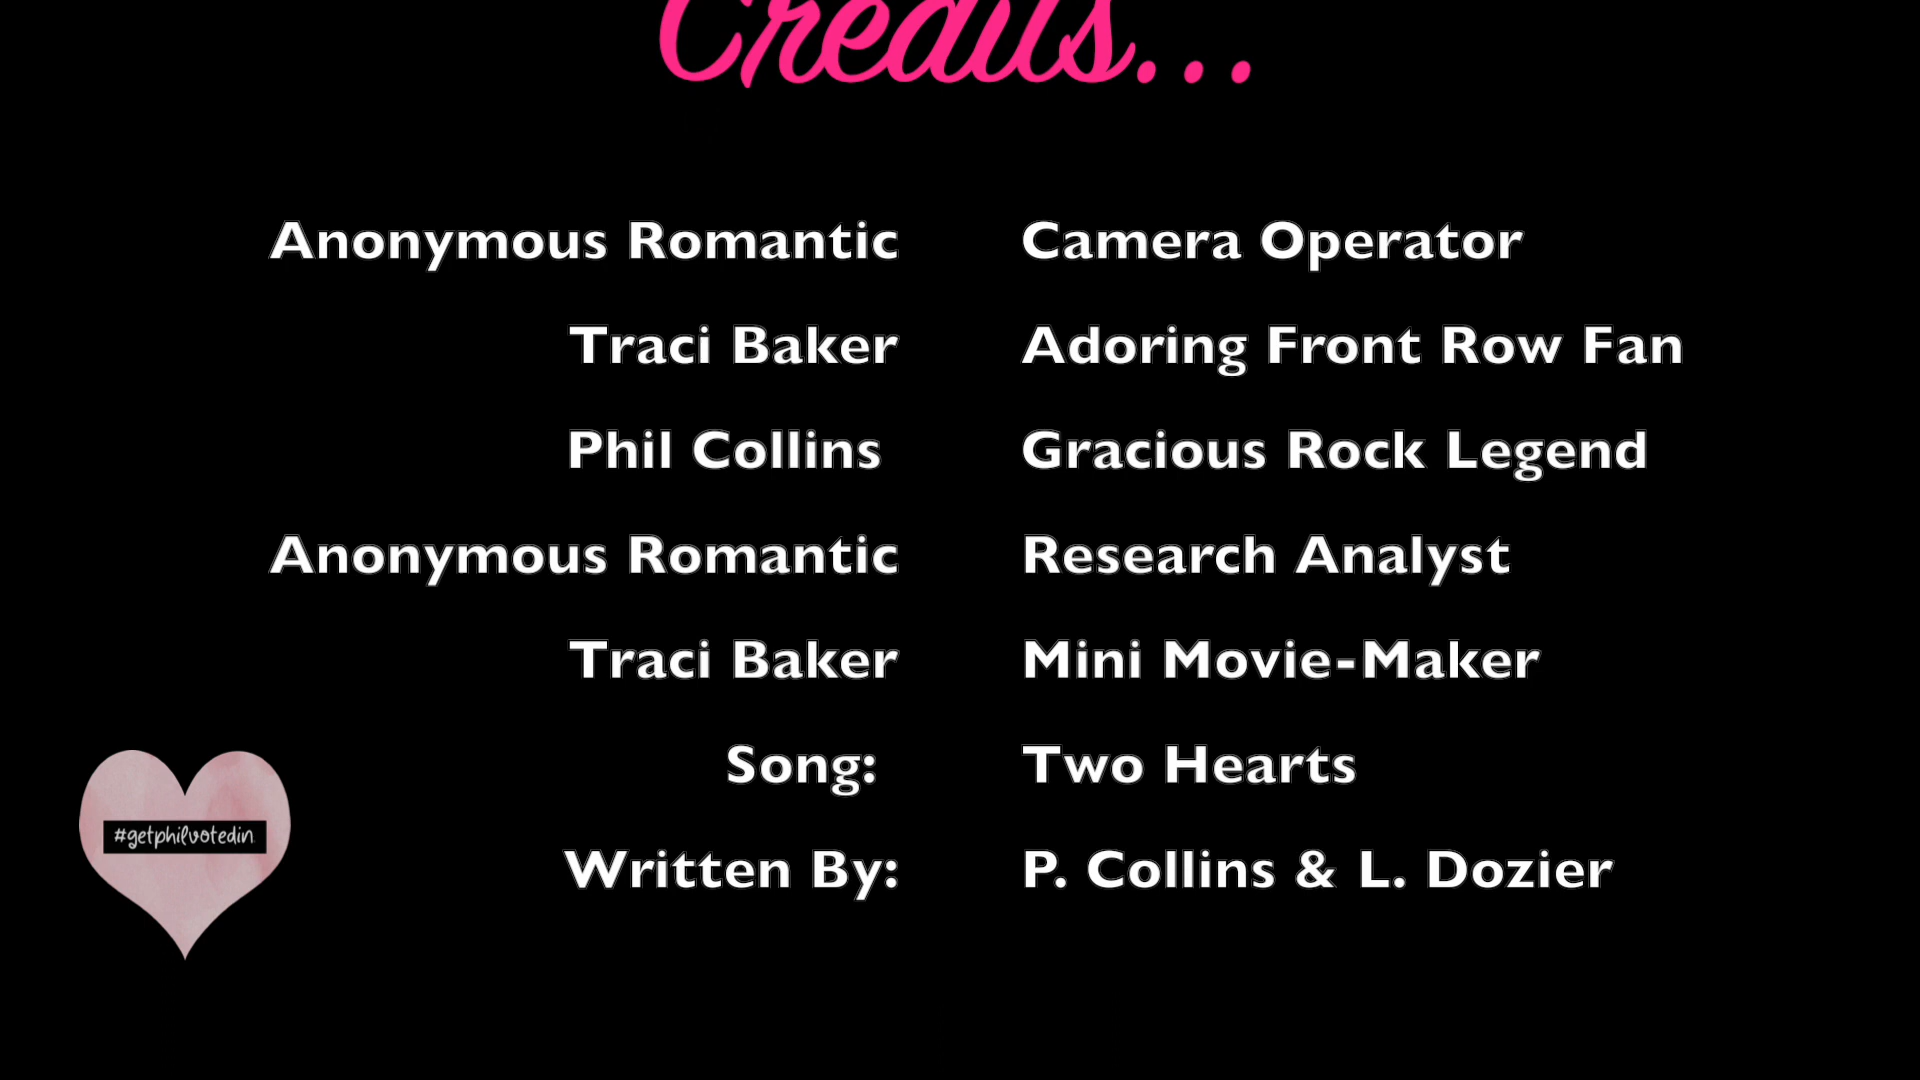 Credits...
Anonymous Romantic Camera Operator
Traci Baker Adoring Front Row Fan
Phil Collins Gracious Rock Legend
Anonymous Romantic Research Analyst
Traci Baker Mini Movie-Maker
Song: Two Hearts
#getphilvotedin
Written By: P. Collins & L. Dozier